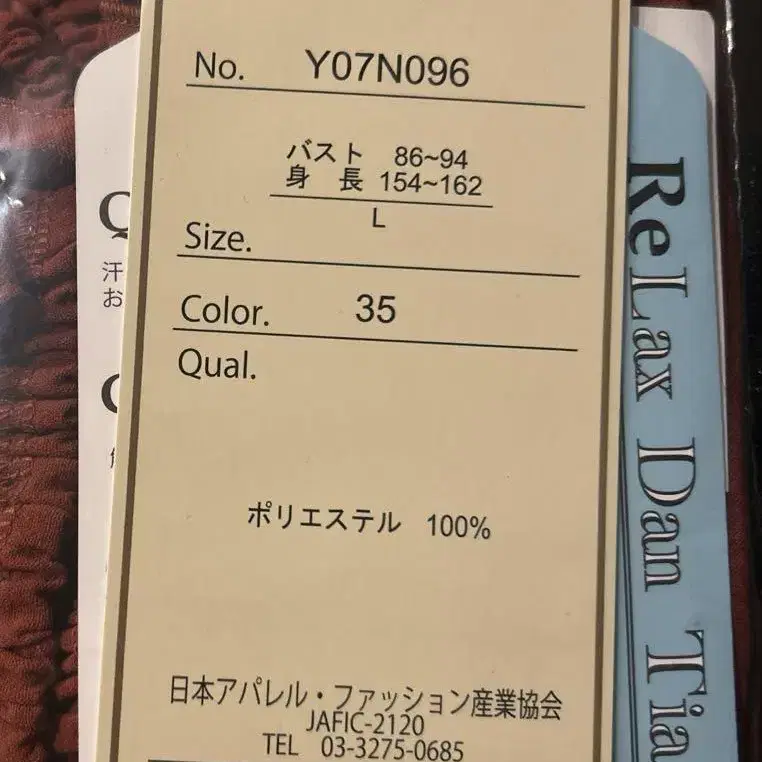 No. Y07N096
バスト 86~94
身 長 154~162
L
Size.
Color. 35
Qual.
ポリエステル 100%
日本アパレル・ファッション産業協会
JAFIC-2120
TEL 03-3275-0685
汗
お
ReLax Dan Tia